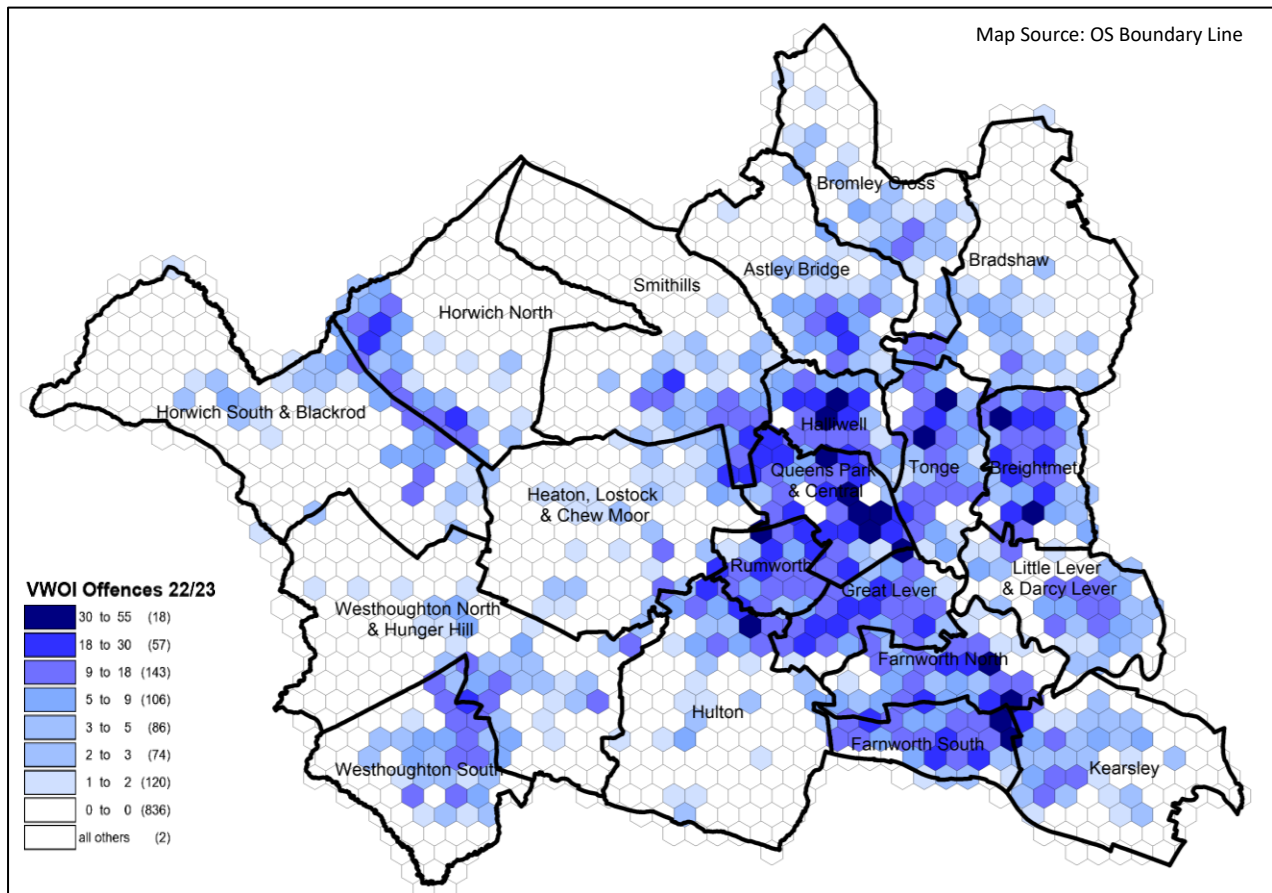 Map Source: OS Boundary Line
Bromley Cross
Astley Bridge
Bradshaw
Smithills
Horwich North
Horwich South & Blackrod
Halliwell
Queens Park
& Central
Tonge
Breightmet
Heaton, Lostock
& Chew Moor
Rumworth
Great Lever
Little Lever
& Darcy Lever
Westhoughton North
& Hunger Hill
Farnworth North
Hulton
Farnworth South
Westhoughton South
Kearsley
VWOI Offences 22/23
30 to 55 (18)
18 to 30 (57)
9 to 18 (143)
5 to 9 (106)
3 to 5 (86)
2 to 3 (74)
1 to 2 (120)
0 to 0 (836)
all others (2)